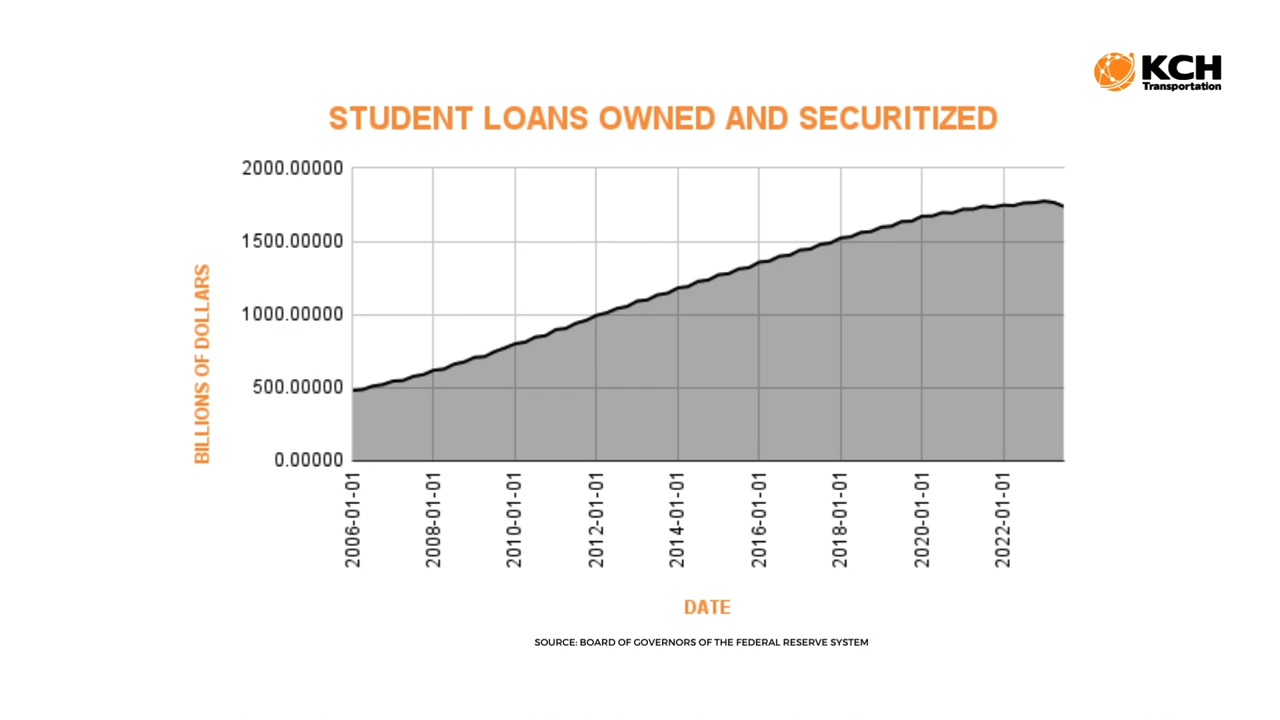 KCH
Transportation
STUDENT LOANS OWNED AND SECURITIZED
2000.00000
1500.00000
1000.00000
500.00000
0.00000
BILLIONS OF DOLLARS
2006-01-01
2008-01-01
2010-01-01
2012-01-01
2014-01-01
2016-01-01
2018-01-01
2020-01-01
2022-01-01
DATE
SOURCE: BOARD OF GOVERNORS OF THE FEDERAL RESERVE SYSTEM